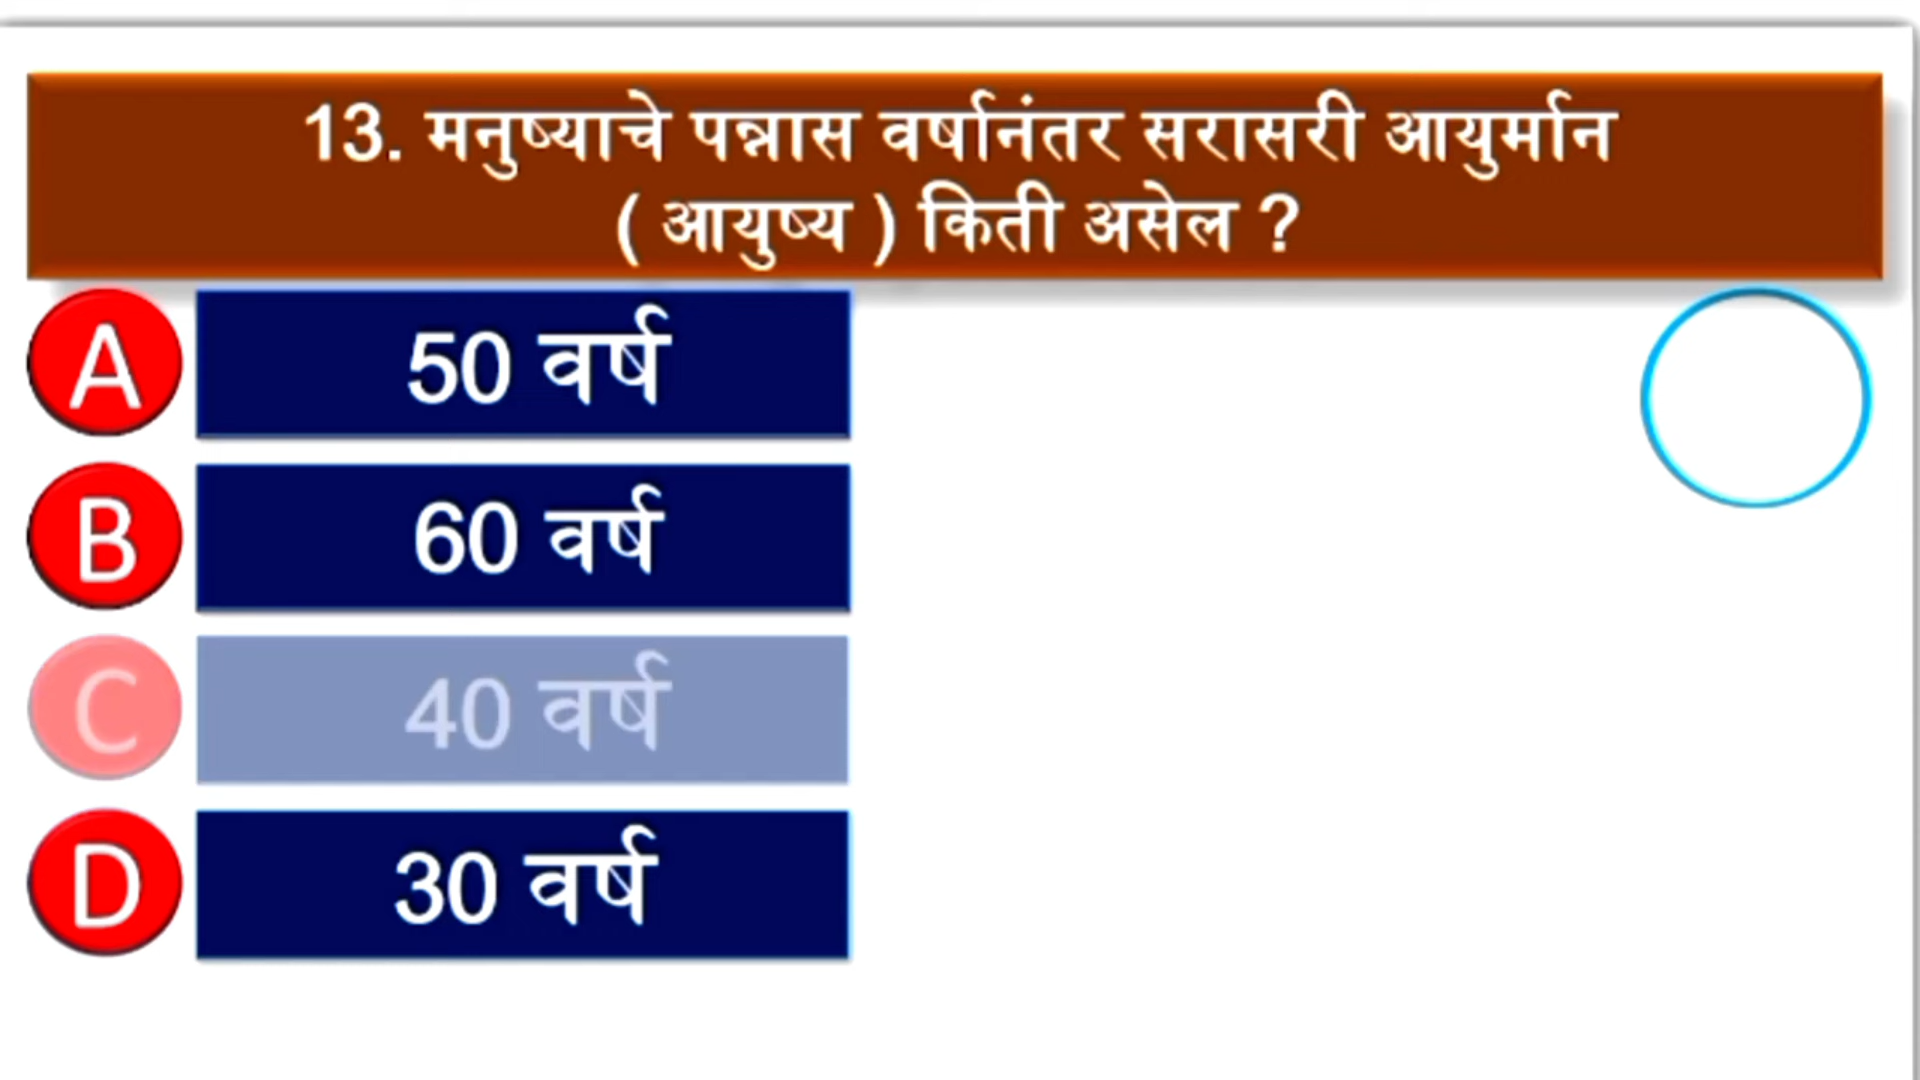 13. मनुष्याचे पन्नास वर्षानंतर सरासरी आयुर्मान
( आयुष्य ) किती असेल ?
A 50 वर्ष
B 60 वर्ष
C 40 वर्ष
D 30 वर्ष